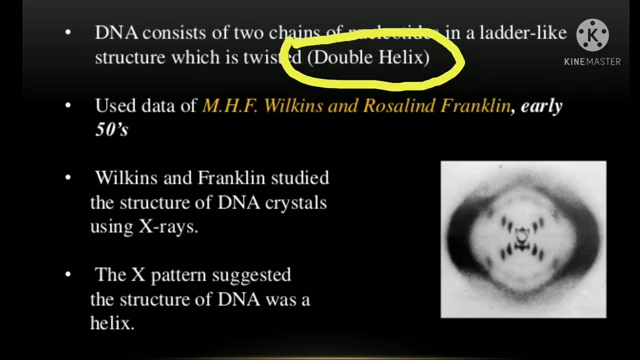 • DNA consists of two chains of nucleotides in a ladder-like
structure which is twisted (Double Helix)
• Used data of M.H.F. Wilkins and Rosalind Franklin, early
50’s
• Wilkins and Franklin studied
the structure of DNA crystals
using X-rays.
• The X pattern suggested
the structure of DNA was a
helix.
K
KINEMASTER